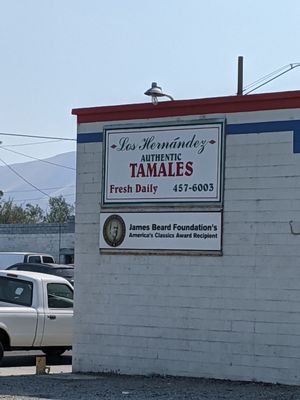 Los Hernández
AUTHENTIC
TAMALES
Fresh Daily 457-6003
James Beard Foundation's
America's Classics Award Recipient